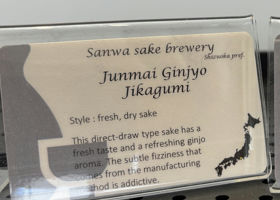 Sanwa sake brewery
Shizuoka pref.
Junmai Ginjyo
Jikagumi
Style : fresh, dry sake
This direct-draw type sake has a
fresh taste and a refreshing ginjo
aroma. The subtle fizziness that
comes from the manufacturing
method is addictive.